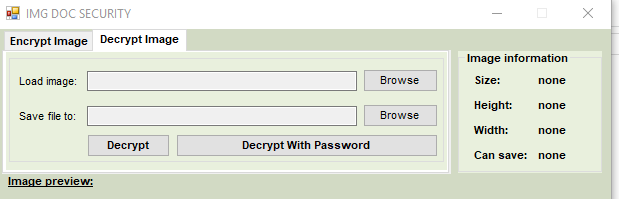 IMG DOC SECURITY
Encrypt Image Decrypt Image
Load image: Browse
Save file to: Browse
Decrypt Decrypt With Password
Image information
Size: none
Height: none
Width: none
Can save: none
Image preview: